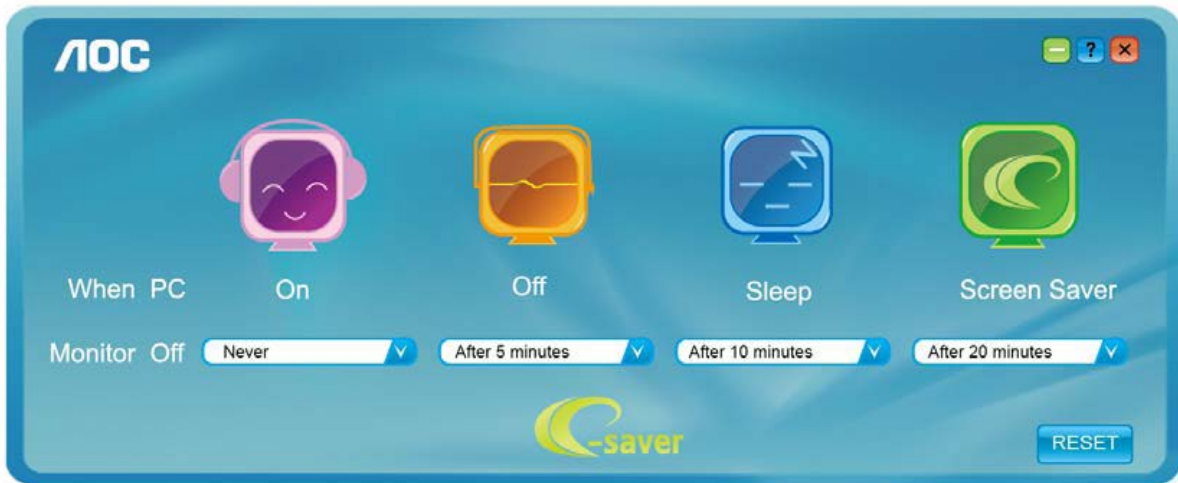 AOC
?
When PC On Off Sleep Screen Saver
Monitor Off Never After 5 minutes After 10 minutes After 20 minutes
e-saver
RESET